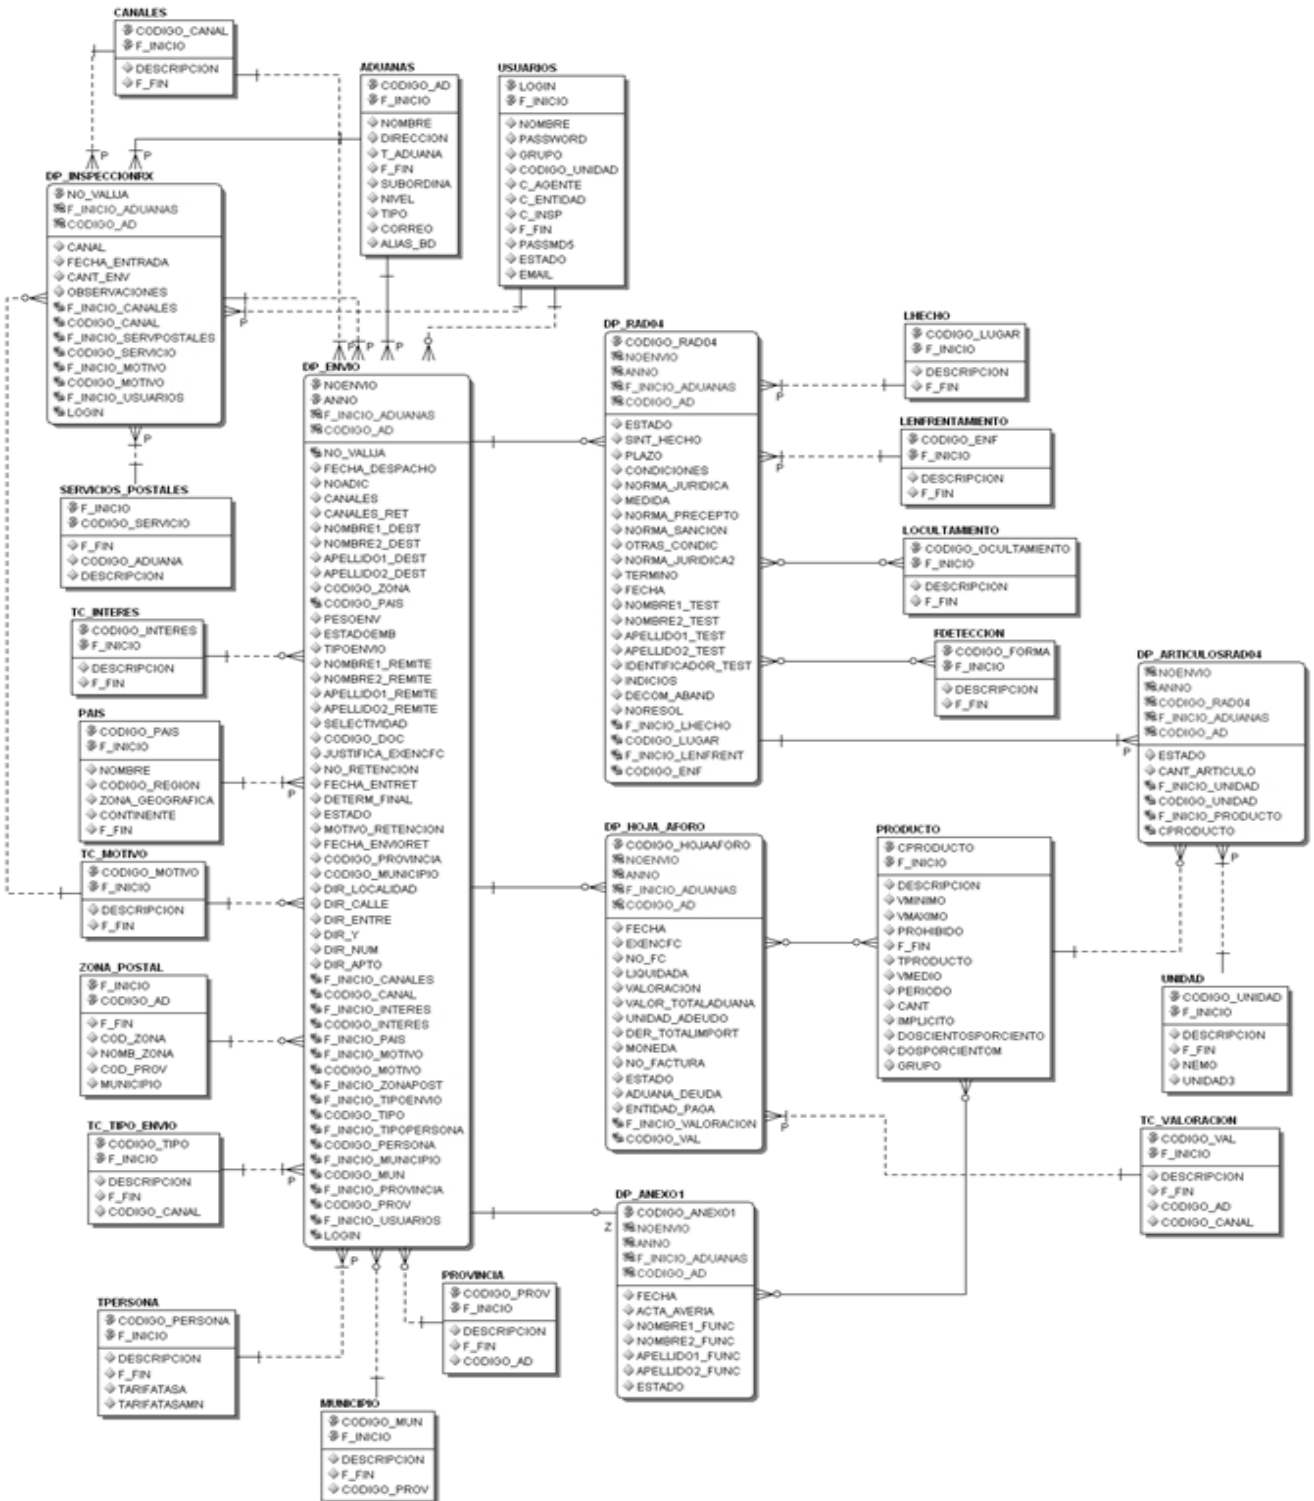 CANALES
CODIGO_CANAL
F_INICIO
DESCRIPCION
F_FIN
ADUANAS
CODIGO_AD
F_INICIO
NOMBRE
DIRECCION
T_ADUANA
F_FIN
SUBORDINA
NIVEL
TIPO
CORREO
ALIAS_BD
USUARIOS
LOGIN
F_INICIO
NOMBRE
PASSWORD
GRUPO
CODIGO_UNIDAD
C_AGENTE
C_ENTIDAD
C_INSP
F_FIN
PASSMD5
ESTADO
EMAIL
P
P
DP_INSPECCIONRX
NO_VALIJA
F_INICIO_ADUANAS
CODIGO_AD
CANAL
FECHA_ENTRADA
CANT_ENV
OBSERVACIONES
F_INICIO_CANALES
CODIGO_CANAL
F_INICIO_SERVPOSTALES
CODIGO_SERVICIO
F_INICIO_MOTIVO
CODIGO_MOTIVO
F_INICIO_USUARIOS
LOGIN
P
P
SERVICIOS_POSTALES
F_INICIO
CODIGO_SERVICIO
F_FIN
CODIGO_ADUANA
DESCRIPCION
TC_INTERES
CODIGO_INTERES
F_INICIO
DESCRIPCION
F_FIN
PAIS
CODIGO_PAIS
F_INICIO
NOMBRE
CODIGO_REGION
ZONA_GEOGRAFICA
CONTINENTE
F_FIN
P
TC_MOTIVO
CODIGO_MOTIVO
F_INICIO
DESCRIPCION
F_FIN
ZONA_POSTAL
F_INICIO
CODIGO_AD
F_FIN
COD_ZONA
NOMB_ZONA
COD_PROV
MUNICIPIO
TC_TIPO_ENVIO
CODIGO_TIPO
F_INICIO
DESCRIPCION
F_FIN
CODIGO_CANAL
P
TPERSONA
CODIGO_PERSONA
F_INICIO
DESCRIPCION
F_FIN
TARIFATASA
TARIFATASAMN
P
P
P
DP_ENVIO
NOENVIO
ANNO
F_INICIO_ADUANAS
CODIGO_AD
NO_VALIJA
FECHA_DESPACHO
NOADIC
CANALES
CANALES_RET
NOMBRE1_DEST
NOMBRE2_DEST
APELLIDO1_DEST
APELLIDO2_DEST
CODIGO_ZONA
CODIGO_PAIS
PESOENV
ESTADOEMB
TIPOENVIO
NOMBRE1_REMITE
NOMBRE2_REMITE
APELLIDO1_REMITE
APELLIDO2_REMITE
SELECTIVIDAD
CODIGO_DOC
JUSTIFICA_EXENCFC
NO_RETENCION
FECHA_ENTRET
DETERM_FINAL
ESTADO
MOTIVO_RETENCION
FECHA_ENVIORET
CODIGO_PROVINCIA
CODIGO_MUNICIPIO
DIR_LOCALIDAD
DIR_CALLE
DIR_ENTRE
DIR_Y
DIR_NUM
DIR_APTO
F_INICIO_CANALES
CODIGO_CANAL
F_INICIO_INTERES
CODIGO_INTERES
F_INICIO_PAIS
F_INICIO_MOTIVO
CODIGO_MOTIVO
F_INICIO_ZONAPOST
F_INICIO_TIPOENVIO
CODIGO_TIPO
F_INICIO_TIPOPERSONA
CODIGO_PERSONA
F_INICIO_MUNICIPIO
CODIGO_MUN
F_INICIO_PROVINCIA
CODIGO_PROV
F_INICIO_USUARIOS
LOGIN
P
PROVINCIA
CODIGO_PROV
F_INICIO
DESCRIPCION
F_FIN
CODIGO_AD
MUNICIPIO
CODIGO_MUN
F_INICIO
DESCRIPCION
F_FIN
CODIGO_PROV
DP_RAD04
CODIGO_RAD04
NOENVIO
ANNO
F_INICIO_ADUANAS
CODIGO_AD
ESTADO
SINT_HECHO
PLAZO
CONDICIONES
NORMA_JURIDICA
MEDIDA
NORMA_PRECEPTO
NORMA_SANCION
OTRAS_CONDIC
NORMA_JURIDICA2
TERMINO
FECHA
NOMBRE1_TEST
NOMBRE2_TEST
APELLIDO1_TEST
APELLIDO2_TEST
IDENTIFICADOR_TEST
INDICIOS
DECOM_ABAND
NORESOL
F_INICIO_LHECHO
CODIGO_LUGAR
F_INICIO_LENFRENT
CODIGO_ENF
P
P
LHECHO
CODIGO_LUGAR
F_INICIO
DESCRIPCION
F_FIN
LENFRENTAMIENTO
CODIGO_ENF
F_INICIO
DESCRIPCION
F_FIN
LOCULTAMIENTO
CODIGO_OCULTAMIENTO
F_INICIO
DESCRIPCION
F_FIN
FDETECCION
CODIGO_FORMA
F_INICIO
DESCRIPCION
F_FIN
P
DP_ARTICULOSRAD04
NOENVIO
ANNO
CODIGO_RAD04
F_INICIO_ADUANAS
CODIGO_AD
ESTADO
CANT_ARTICULO
F_INICIO_UNIDAD
CODIGO_UNIDAD
F_INICIO_PRODUCTO
CPRODUCTO
P
DP_HOJA_AFORO
CODIGO_HOJAAFORO
NOENVIO
ANNO
F_INICIO_ADUANAS
CODIGO_AD
FECHA
EXENCFC
NO_FC
LIQUIDADA
VALORACION
VALOR_TOTALADUANA
UNIDAD_ADEUDO
DER_TOTALIMPORT
MONEDA
NO_FACTURA
ESTADO
ADUANA_DEUDA
ENTIDAD_PAGA
F_INICIO_VALORACION
CODIGO_VAL
P
PRODUCTO
CPRODUCTO
F_INICIO
DESCRIPCION
VMINIMO
VMAXIMO
PROHIBIDO
F_FIN
TPRODUCTO
VMEDIO
PERIODO
CANT
IMPLICITO
DOSCIENTOSPORCIENTO
DOSPORCIENTOM
GRUPO
UNIDAD
CODIGO_UNIDAD
F_INICIO
DESCRIPCION
F_FIN
NEMO
UNIDAD3
TC_VALORACION
CODIGO_VAL
F_INICIO
DESCRIPCION
F_FIN
CODIGO_AD
CODIGO_CANAL
Z
DP_ANEXO1
CODIGO_ANEXO1
NOENVIO
ANNO
F_INICIO_ADUANAS
CODIGO_AD
FECHA
ACTA_AVERIA
NOMBRE1_FUNC
NOMBRE2_FUNC
APELLIDO1_FUNC
APELLIDO2_FUNC
ESTADO